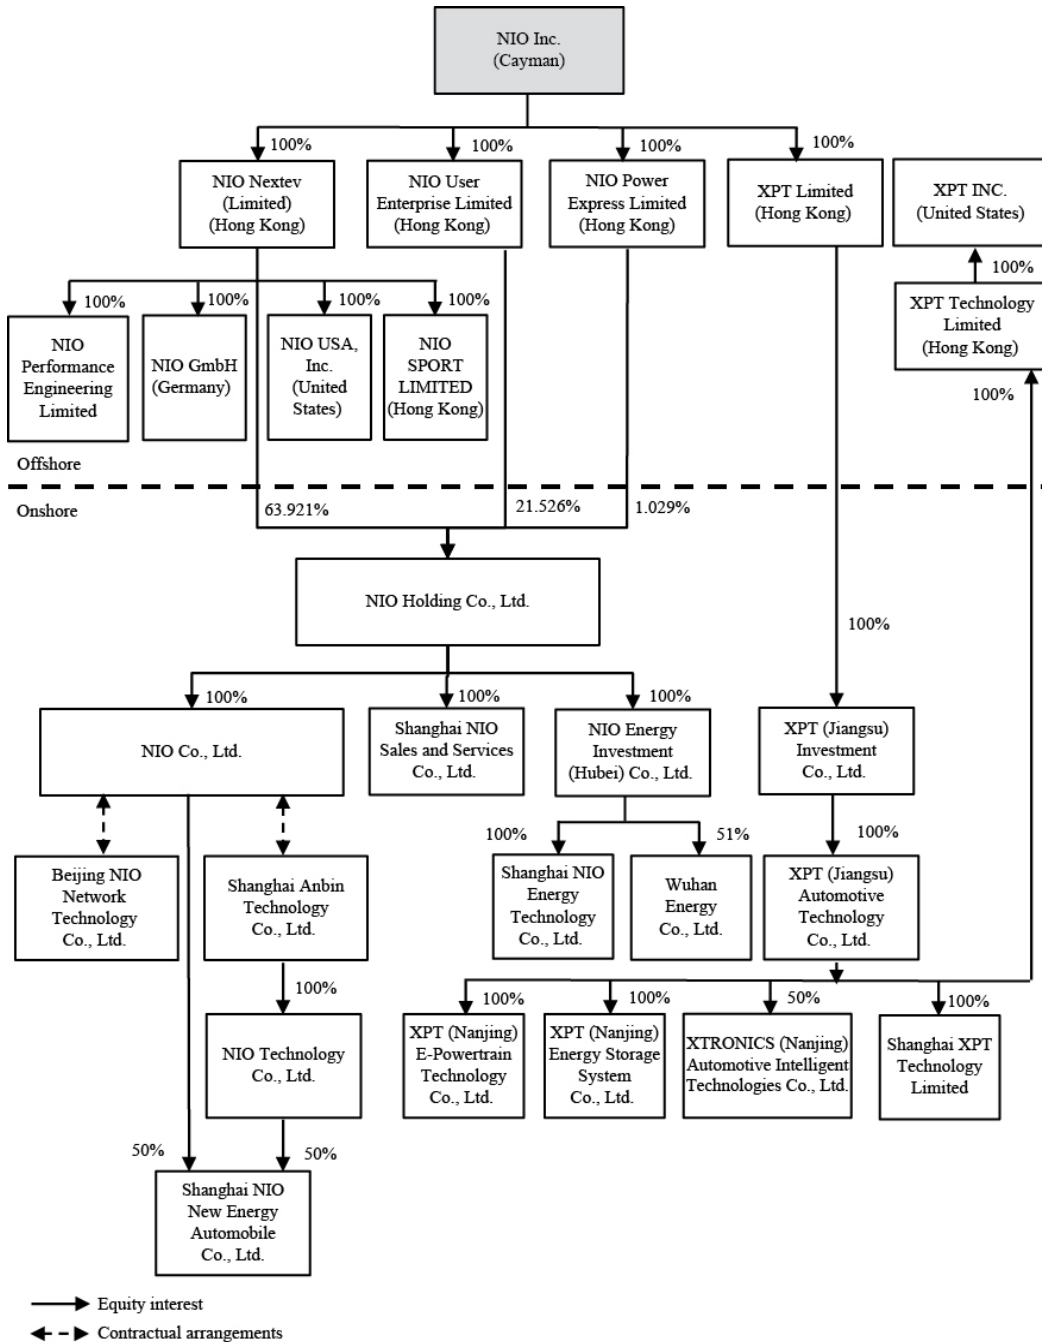 NIO Inc.
(Cayman)
100%
100%
100%
100%
NIO Nextev
(Limited)
(Hong Kong)
NIO User
Enterprise Limited
(Hong Kong)
NIO Power
Express Limited
(Hong Kong)
XPT Limited
(Hong Kong)
XPT INC.
(United States)
100%
100%
100%
100%
100%
XPT Technology
Limited
(Hong Kong)
NIO
Performance
Engineering
Limited
NIO GmbH
(Germany)
NIO USA,
Inc.
(United
States)
NIO
SPORT
LIMITED
(Hong Kong)
100%
Offshore
Onshore
63.921%
21.526%
1.029%
NIO Holding Co., Ltd.
100%
100%
100%
100%
NIO Co., Ltd.
Shanghai NIO
Sales and Services
Co., Ltd.
NIO Energy
Investment
(Hubei) Co., Ltd.
XPT (Jiangsu)
Investment
Co., Ltd.
100%
51%
100%
Beijing NIO
Network
Technology
Co., Ltd.
Shanghai Anbin
Technology
Co., Ltd.
Shanghai NIO
Energy
Technology
Co., Ltd.
Wuhan
Energy
Co., Ltd.
XPT (Jiangsu)
Automotive
Technology
Co., Ltd.
100%
100%
100%
50%
100%
NIO Technology
Co., Ltd.
XPT (Nanjing)
E-Powertrain
Technology
Co., Ltd.
XPT (Nanjing)
Energy Storage
System
Co., Ltd.
XTRONICS (Nanjing)
Automotive Intelligent
Technologies Co., Ltd.
Shanghai XPT
Technology
Limited
50%
50%
Shanghai NIO
New Energy
Automobile
Co., Ltd.
Equity interest
Contractual arrangements